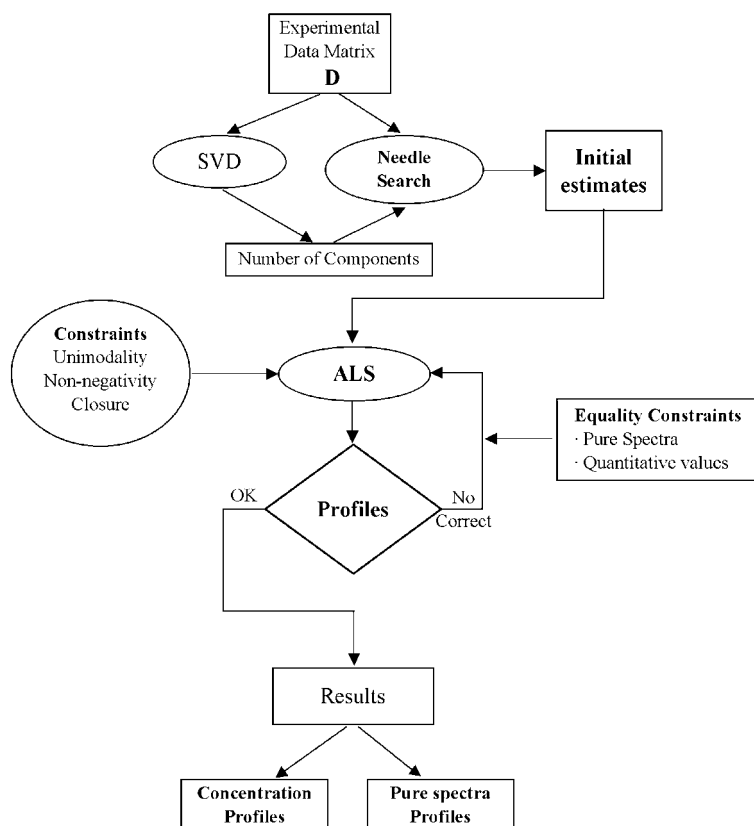 Experimental
Data Matrix
D
SVD
Needle
Search
Initial
estimates
Number of Components
Constraints
Unimodality
Non-negativity
Closure
ALS
Equality Constraints
· Pure Spectra
· Quantitative values
OK
Profiles
No
Correct
Results
Concentration
Profiles
Pure spectra
Profiles